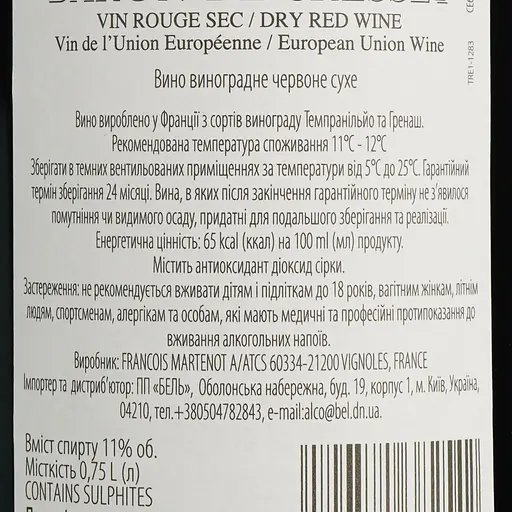 VIN ROUGE SEC / DRY RED WINE
Vin de l'Union Européenne / European Union Wine
Вино виноградне червоне сухе
Вино вироблено у Франції з сортів винограду Темпранільйо та Гренаш.
Рекомендована температура споживання 11°C - 12°C
Зберігати в темних вентильованих приміщеннях за температури від 5°C до 25°C. Гарантійний
термін зберігання 24 місяці. Вина, в яких після закінчення гарантійного терміну не з'явилося
помутніння чи видимого осаду, придатні для подальшого зберігання та реалізації.
Енергетична цінність: 65 kcal (ккал) на 100 ml (мл) продукту.
Містить антиоксидант діоксид сірки.
Застереження: не рекомендується вживати дітям і підліткам до 18 років, вагітним жінкам, літнім
людям, спортсменам, алергікам та особам, які мають медичні та професійні протипоказання до
вживання алкогольних напоїв.
Виробник: FRANCOIS MARTENOT A/ATCS 60334-21200 VIGNOLES, FRANCE
Імпортер та дистриб'ютор: ПП «БЕЛЬ», Оболонська набережна, буд. 19, корпус 1, м. Київ, Україна,
04210, тел.+380504782843, e-mail:alco@bel.dn.ua.
Вміст спирту 11% об.
Місткість 0,75 L (л)
CONTAINS SULPHITES
TRE1-1283